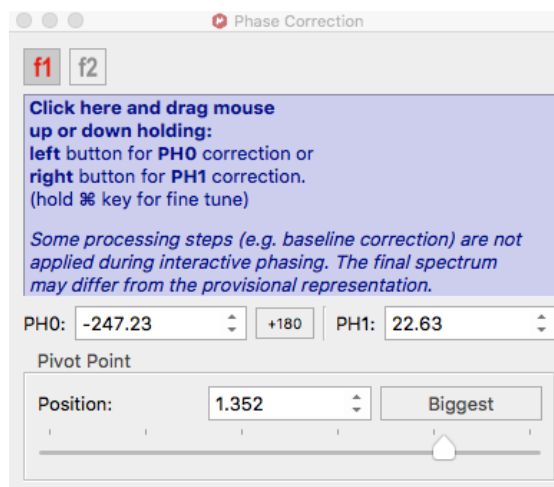 Phase Correction
f1 f2
Click here and drag mouse
up or down holding:
left button for PH0 correction or
right button for PH1 correction.
(hold ⌘ key for fine tune)
Some processing steps (e.g. baseline correction) are not
applied during interactive phasing. The final spectrum
may differ from the provisional representation.
PH0: -247.23 +180 PH1: 22.63
Pivot Point
Position: 1.352 Biggest